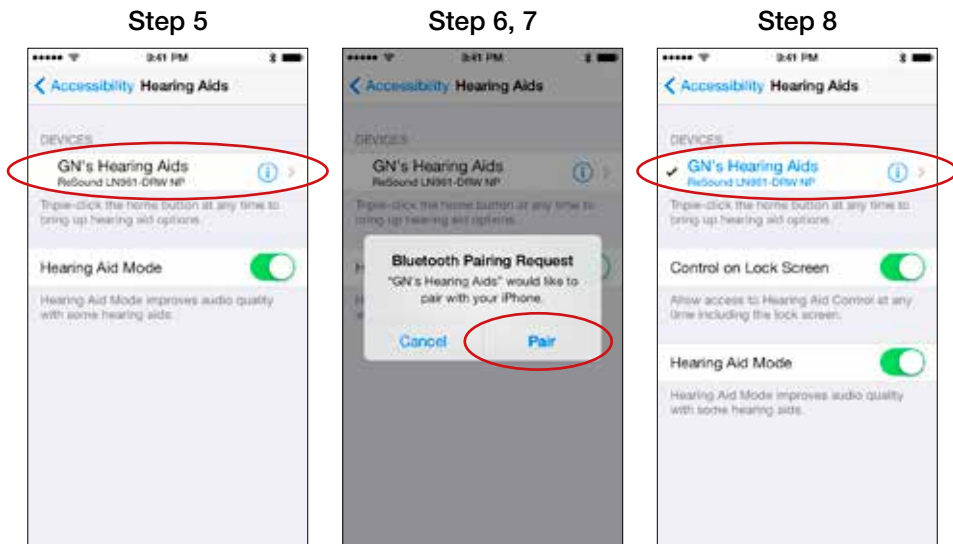 Step 5
9:41 PM
Accessibility Hearing Aids
DEVICES
GN's Hearing Aids
ReSound LN961-DRW NP
Triple-click the home button at any time to
bring up hearing aid options.
Hearing Aid Mode
Hearing Aid Mode improves audio quality
with some hearing aids.
Step 6, 7
9:41 PM
Accessibility Hearing Aids
DEVICES
GN's Hearing Aids
ReSound LN961-DRW NP
Triple-click the home button at any time to
bring up hearing aid options.
Bluetooth Pairing Request
"GN's Hearing Aids" would like to
pair with your iPhone.
Cancel Pair
Step 8
9:41 PM
Accessibility Hearing Aids
DEVICES
GN's Hearing Aids
ReSound LN961-DRW NP
Triple-click the home button at any time to
bring up hearing aid options.
Control on Lock Screen
Allow access to Hearing Aid Control at any
time including the lock screen.
Hearing Aid Mode
Hearing Aid Mode improves audio quality
with some hearing aids.